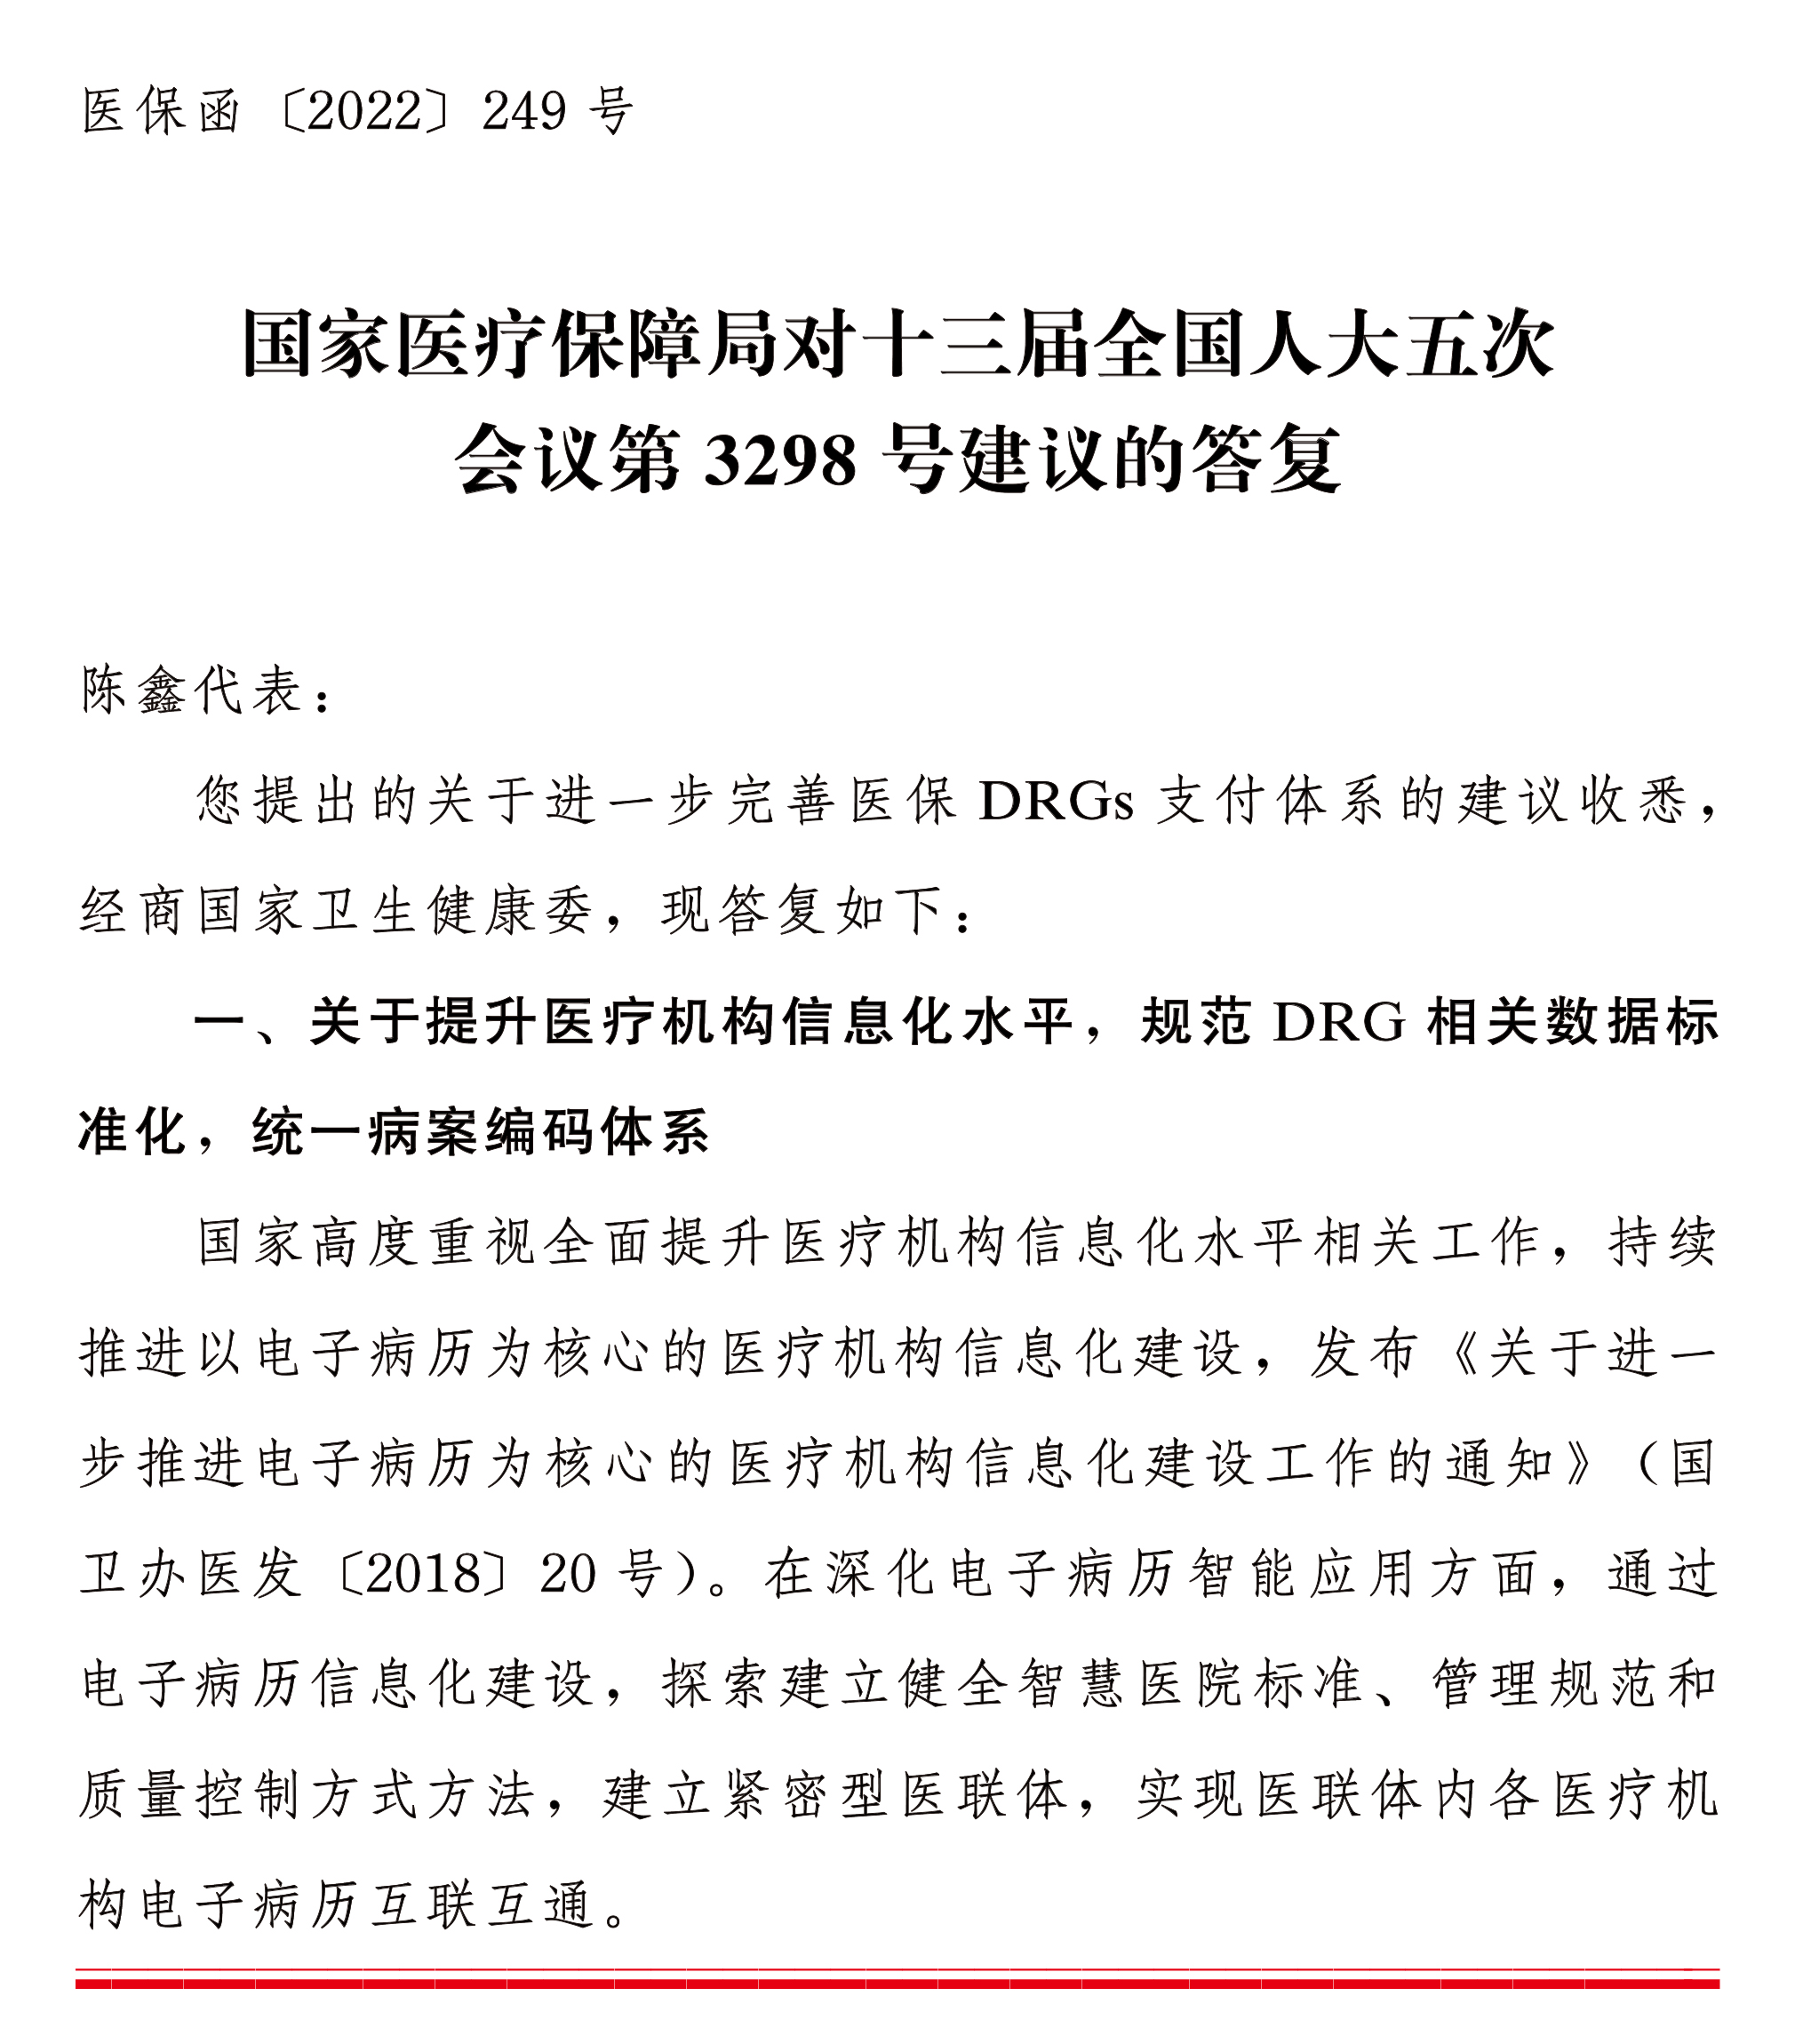 医保函〔2022〕249 号
国家医疗保障局对十三届全国人大五次
会议第 3298 号建议的答复
陈鑫代表：
您提出的关于进一步完善医保 DRGs 支付体系的建议收悉，
经商国家卫生健康委，现答复如下：
一、关于提升医疗机构信息化水平，规范 DRG 相关数据标
准化，统一病案编码体系
国家高度重视全面提升医疗机构信息化水平相关工作，持续
推进以电子病历为核心的医疗机构信息化建设，发布《关于进一
步推进电子病历为核心的医疗机构信息化建设工作的通知》（国
卫办医发〔2018〕20 号）。在深化电子病历智能应用方面，通过
电子病历信息化建设，探索建立健全智慧医院标准、管理规范和
质量控制方式方法，建立紧密型医联体，实现医联体内各医疗机
构电子病历互联互通。